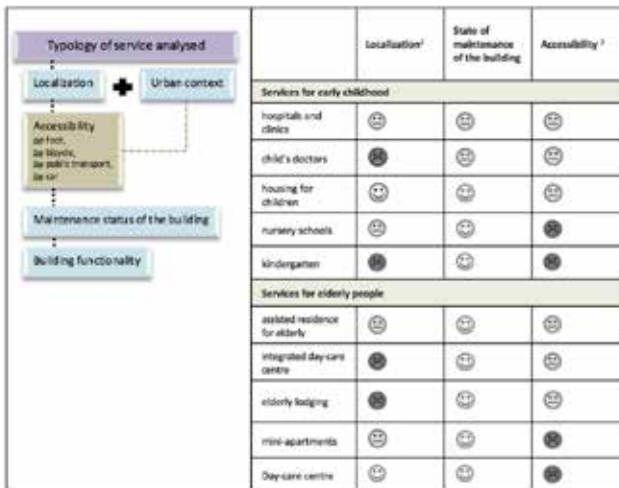 Typology of service analysed
Localization
Urban context
Accessibility
by foot,
by bicycle,
by public transport,
by car
Maintenance status of the building
Building functionality
Localization¹
State of
maintenance
of the building
Accessibility ²
Services for early childhood
hospitals and
clinics
child's doctors
housing for
children
nursery schools
kindergarten
Services for elderly people
assisted residence
for elderly
integrated day-care
centre
elderly lodging
mini-apartments
Day-care centre